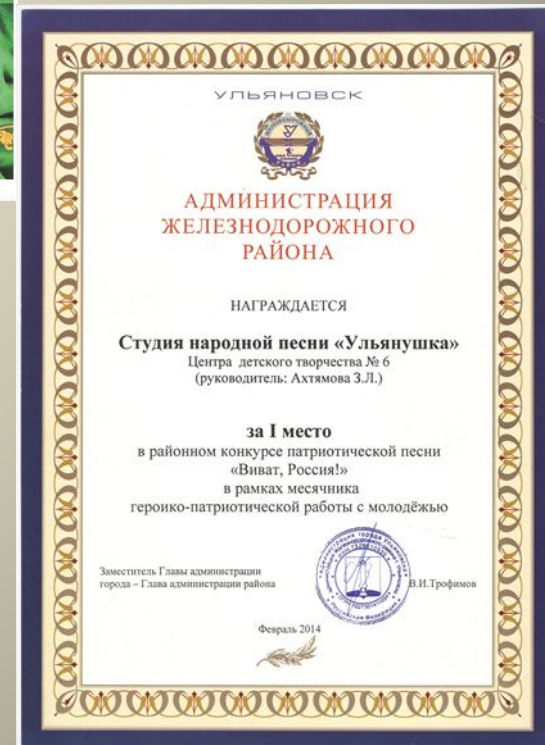 УЛЬЯНОВСК
АДМИНИСТРАЦИЯ
ЖЕЛЕЗНОДОРОЖНОГО
РАЙОНА
НАГРАЖДАЕТСЯ
Студия народной песни «Ульянушка»
Центра детского творчества № 6
(руководитель: Ахтямова З.Л.)
за I место
в районном конкурсе патриотической песни
«Виват, Россия!»
в рамках месячника
героико-патриотической работы с молодёжью
Заместитель Главы администрации
города – Глава администрации района
В.И.Трофимов
Февраль 2014